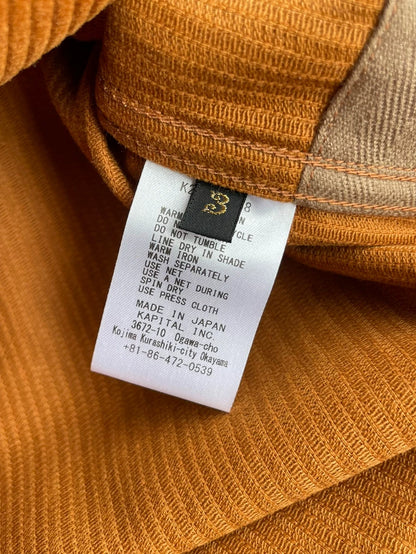 3
8
WARM
DO N
DO NOT TUMBLE
LINE DRY IN SHADE
WARM IRON
WASH SEPARATELY
USE A NET DURING
SPIN DRY
USE PRESS CLOTH
MADE IN JAPAN
KAPITAL INC.
3672-10 Ogawa-cho
Kojima Kurashiki-city Okayama
+81-86-472-0539